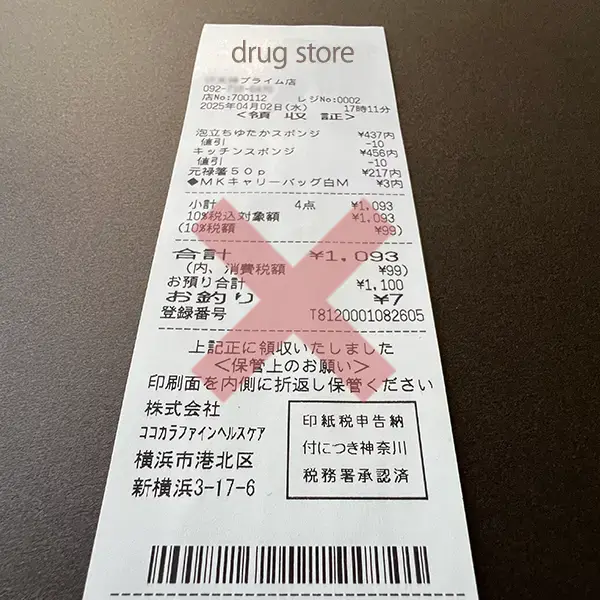 drug store
プライム店
092-
店No:700112 レジNo:0002
2025年04月02日(水) 17時11分
<領 収 証>
泡立ちゆたかスポンジ ¥437内
値引 -10
キッチンスポンジ ¥456内
値引 -10
元禄箸50p ¥217内
◆MKキャリーバッグ白M ¥3内
小計 4点 ¥1,093
10%税込対象額 ¥1,093
(10%税額 ¥99)
合計 ¥1,093
(内、消費税額 ¥99)
お預り合計 ¥1,100
お釣り ¥7
登録番号 T8120001082605
上記正に領収いたしました
<保管上のお願い>
印刷面を内側に折返し保管ください
株式会社
ココカラファインヘルスケア
横浜市港北区
新横浜3-17-6
印紙税申告納
付につき神奈川
税務署承認済